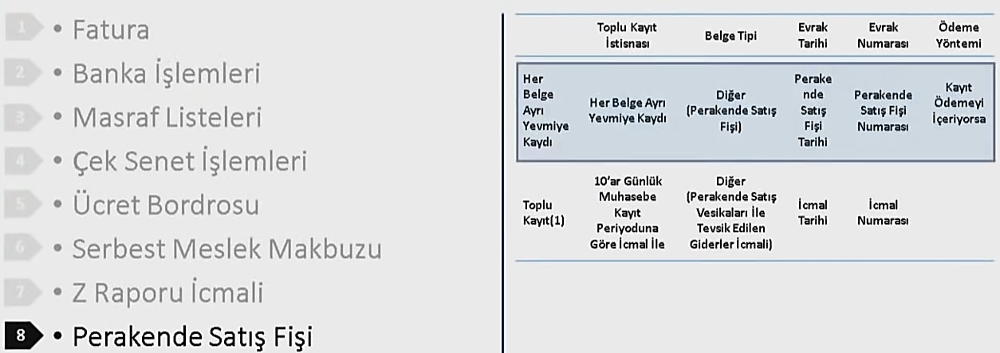 1 • Fatura
2 • Banka İşlemleri
3 • Masraf Listeleri
4 • Çek Senet İşlemleri
5 • Ücret Bordrosu
6 • Serbest Meslek Makbuzu
7 • Z Raporu İcmali
8 • Perakende Satış Fişi
Toplu Kayıt
İstisnası
Belge Tipi
Evrak
Tarihi
Evrak
Numarası
Ödeme
Yöntemi
Her
Belge
Ayrı
Yevmiye
Kaydı
Her Belge Ayrı
Yevmiye Kaydı
Diğer
(Perakende Satış
Fişi)
Perake
nde
Satış
Fişi
Tarihi
Perakende
Satış Fişi
Numarası
Kayıt
Ödemeyi
İçeriyorsa
Toplu
Kayıt(1)
10’ar Günlük
Muhasebe
Kayıt
Periyoduna
Göre İcmal İle
Diğer
(Perakende Satış
Vesikaları İle
Tevsik Edilen
Giderler İcmali)
İcmal
Tarihi
İcmal
Numarası